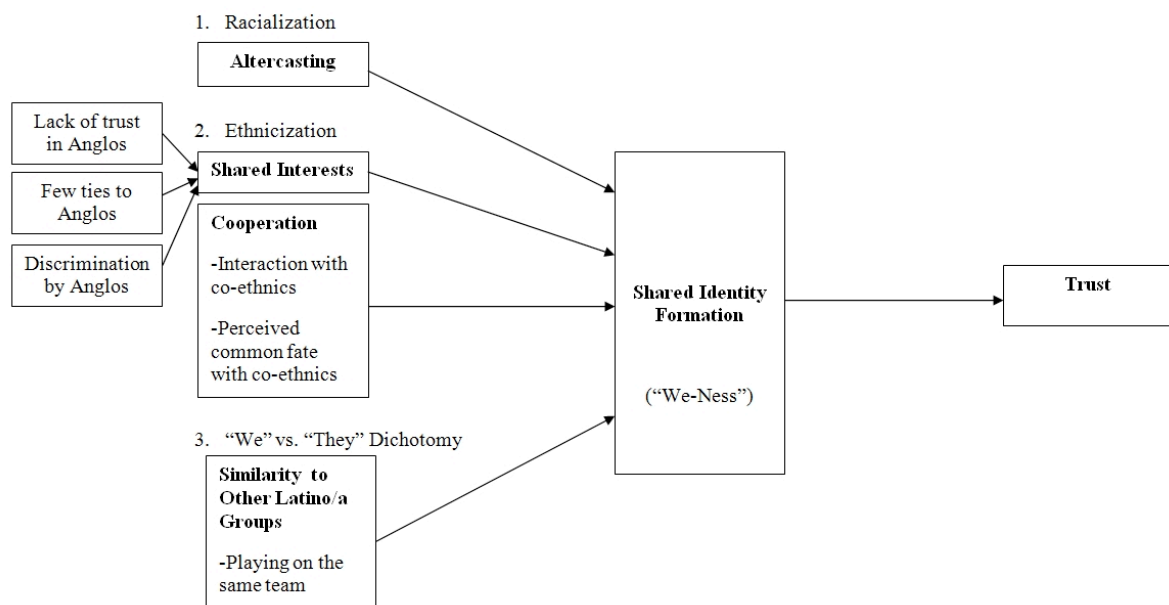 1. Racialization
Altercasting
Lack of trust
in Anglos
Few ties to
Anglos
Discrimination
by Anglos
2. Ethnicization
Shared Interests
Cooperation
-Interaction with
co-ethnics
-Perceived
common fate
with co-ethnics
3. “We” vs. “They” Dichotomy
Similarity to
Other Latino/a
Groups
-Playing on the
same team
Shared Identity
Formation
(“We-Ness”)
Trust